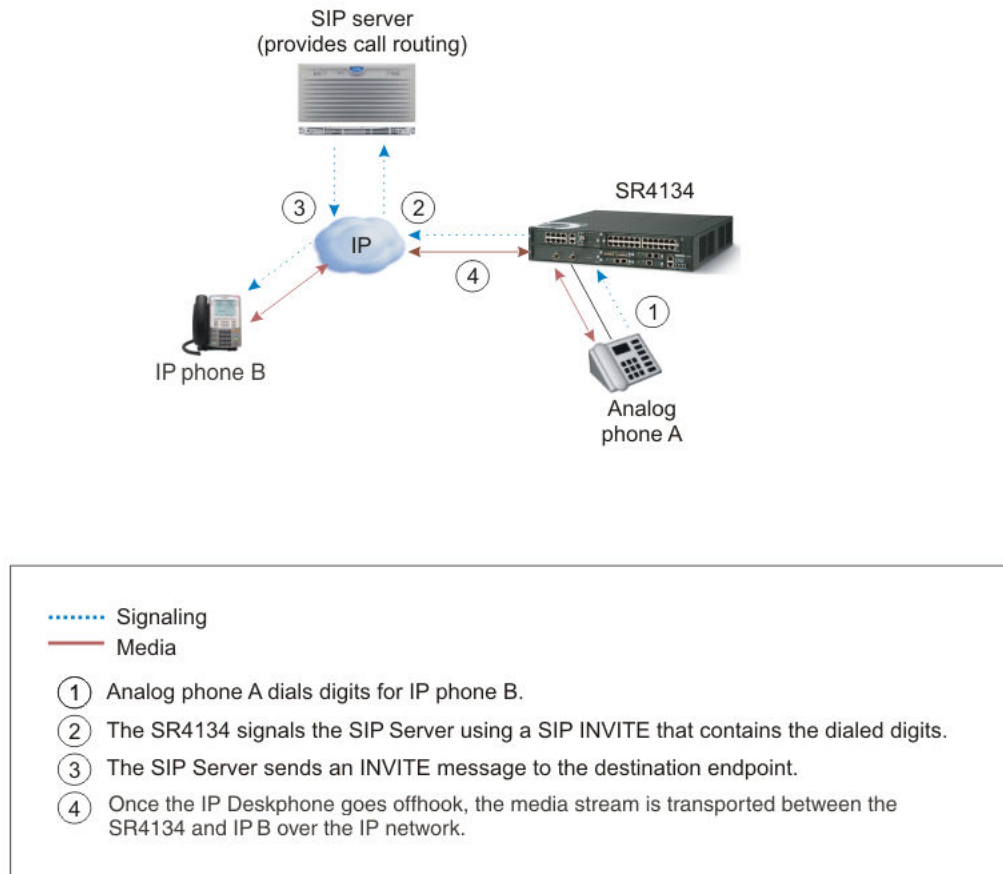 SIP server
(provides call routing)
SR4134
3
2
IP
4
1
IP phone B
Analog
phone A
Signaling
Media
1 Analog phone A dials digits for IP phone B.
2 The SR4134 signals the SIP Server using a SIP INVITE that contains the dialed digits.
3 The SIP Server sends an INVITE message to the destination endpoint.
4 Once the IP Deskphone goes offhook, the media stream is transported between the
SR4134 and IP B over the IP network.